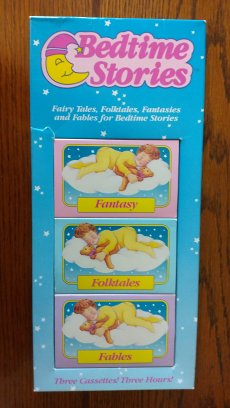 Bedtime
Stories
Fairy Tales, Folktales, Fantasies
and Fables for Bedtime Stories
Fantasy
Folktales
Fables
Three Cassettes! Three Hours!